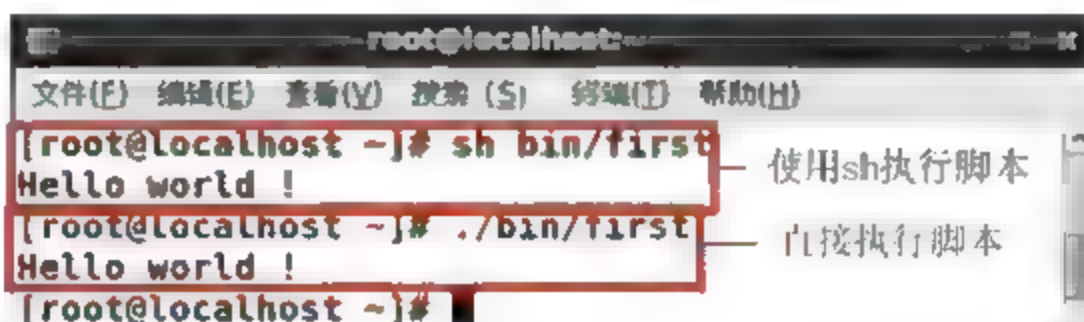 root@localhost:~
文件(F) 编辑(E) 查看(V) 搜索 (S) 终端(T) 帮助(H)
[root@localhost ~]# sh bin/first
Hello world !
使用sh执行脚本
[root@localhost ~]# ./bin/first
Hello world !
直接执行脚本
[root@localhost ~]#